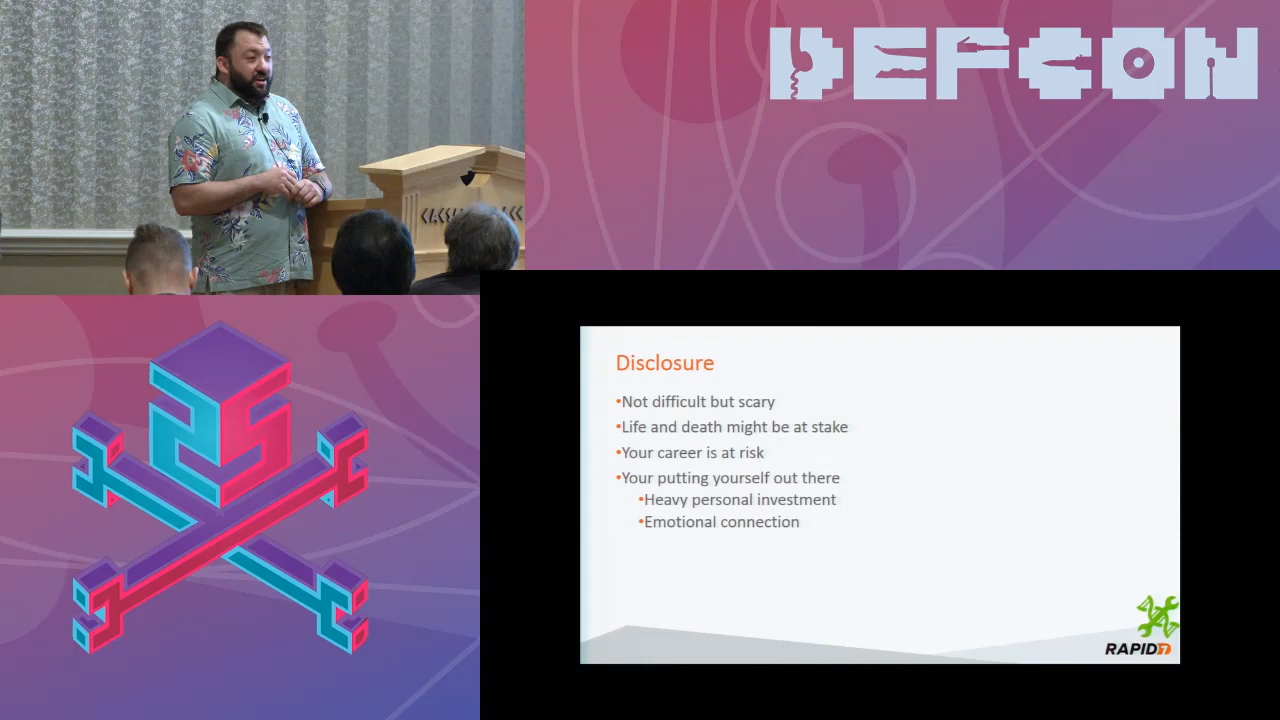 DEFCON
Disclosure
•Not difficult but scary
•Life and death might be at stake
•Your career is at risk
•Your putting yourself out there
•Heavy personal investment
•Emotional connection
RAPID7